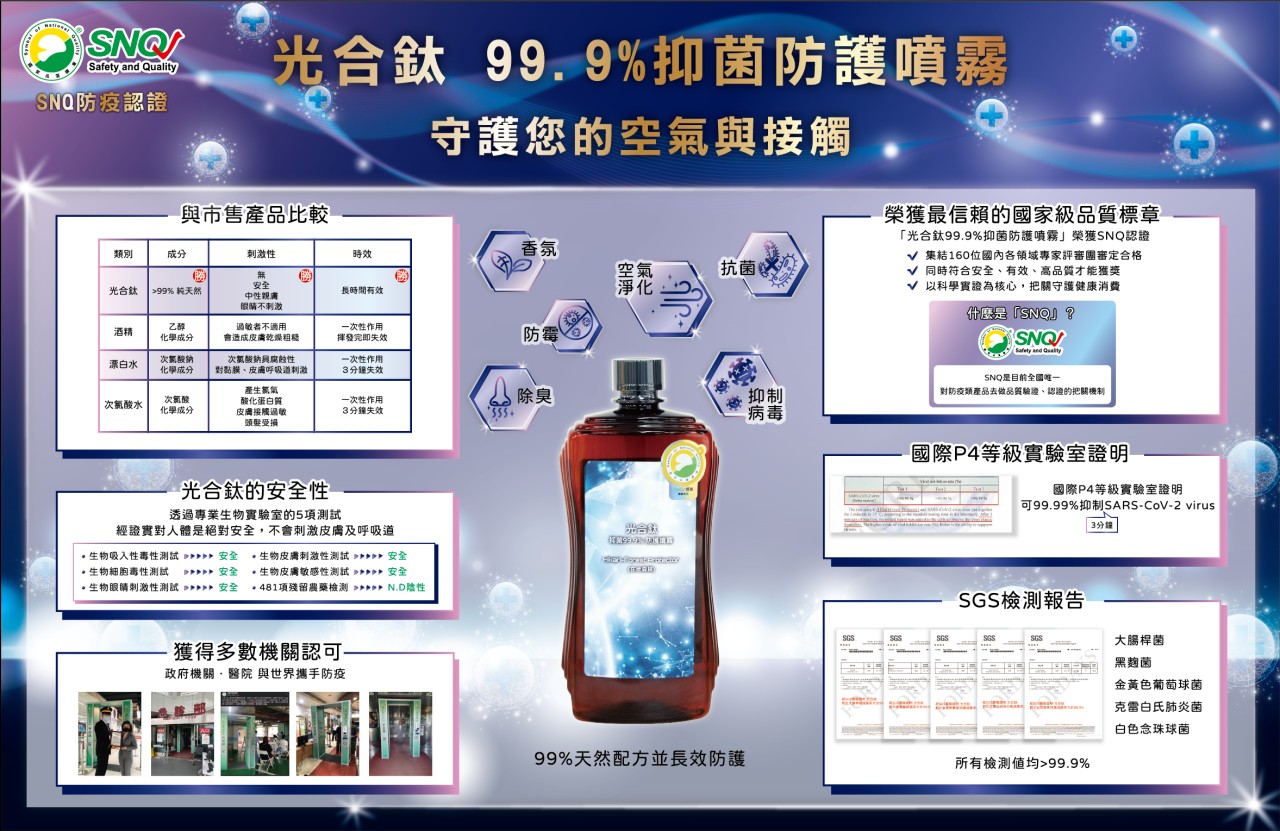 SNQ
Safety and Quality
SNQ防疫認證
光合鈦 99.9%抑菌防護噴霧
守護您的空氣與接觸
與市售產品比較
類別 成分 刺激性 時效
光合鈦 >99% 純天然 勝 無 勝 長時間有效 勝
安全
中性親膚
眼睛不刺激
酒精 乙醇 過敏者不適用 一次性作用
化學成分 會造成皮膚乾燥粗糙 揮發完即失效
漂白水 次氯酸鈉 次氯酸鈉具腐蝕性 一次性作用
化學成分 對黏膜、皮膚呼吸道刺激 3分鐘失效
次氯酸水 次氯酸 產生氯氣 一次性作用
化學成分 酸化蛋白質 3分鐘失效
皮膚接觸過敏
頭髮受損
光合鈦的安全性
透過專業生物實驗室的5項測試
經證實對人體是絕對安全，不會刺激皮膚及呼吸道
• 生物吸入性毒性測試 安全 • 生物皮膚刺激性測試 安全
• 生物細胞毒性測試 安全 • 生物皮膚敏感性測試 安全
• 生物眼睛刺激性測試 安全 • 481項殘留農藥檢測 N.D陰性
獲得多數機關認可
政府機關・醫院 與世界攜手防疫
香氛
空氣
淨化
抗菌
防霉
除臭
抑制
病毒
光合鈦
抑菌99.9% 防護噴霧
99%天然配方並長效防護
榮獲最信賴的國家級品質標章
「光合鈦99.9%抑菌防護噴霧」榮獲SNQ認證
集結160位國內各領域專家評審團審定合格
同時符合安全、有效、高品質才能獲獎
以科學實證為核心，把關守護健康消費
什麼是「SNQ」？
SNQ
Safety and Quality
SNQ是目前全國唯一
對防疫類產品去做品質驗證、認證的把關機制
國際P4等級實驗室證明
國際P4等級實驗室證明
可99.99%抑制SARS-CoV-2 virus
3分鐘
SGS檢測報告
SGS SGS SGS SGS SGS
大腸桿菌
黑麴菌
金黃色葡萄球菌
克雷白氏肺炎菌
白色念珠球菌
所有檢測值均>99.9%